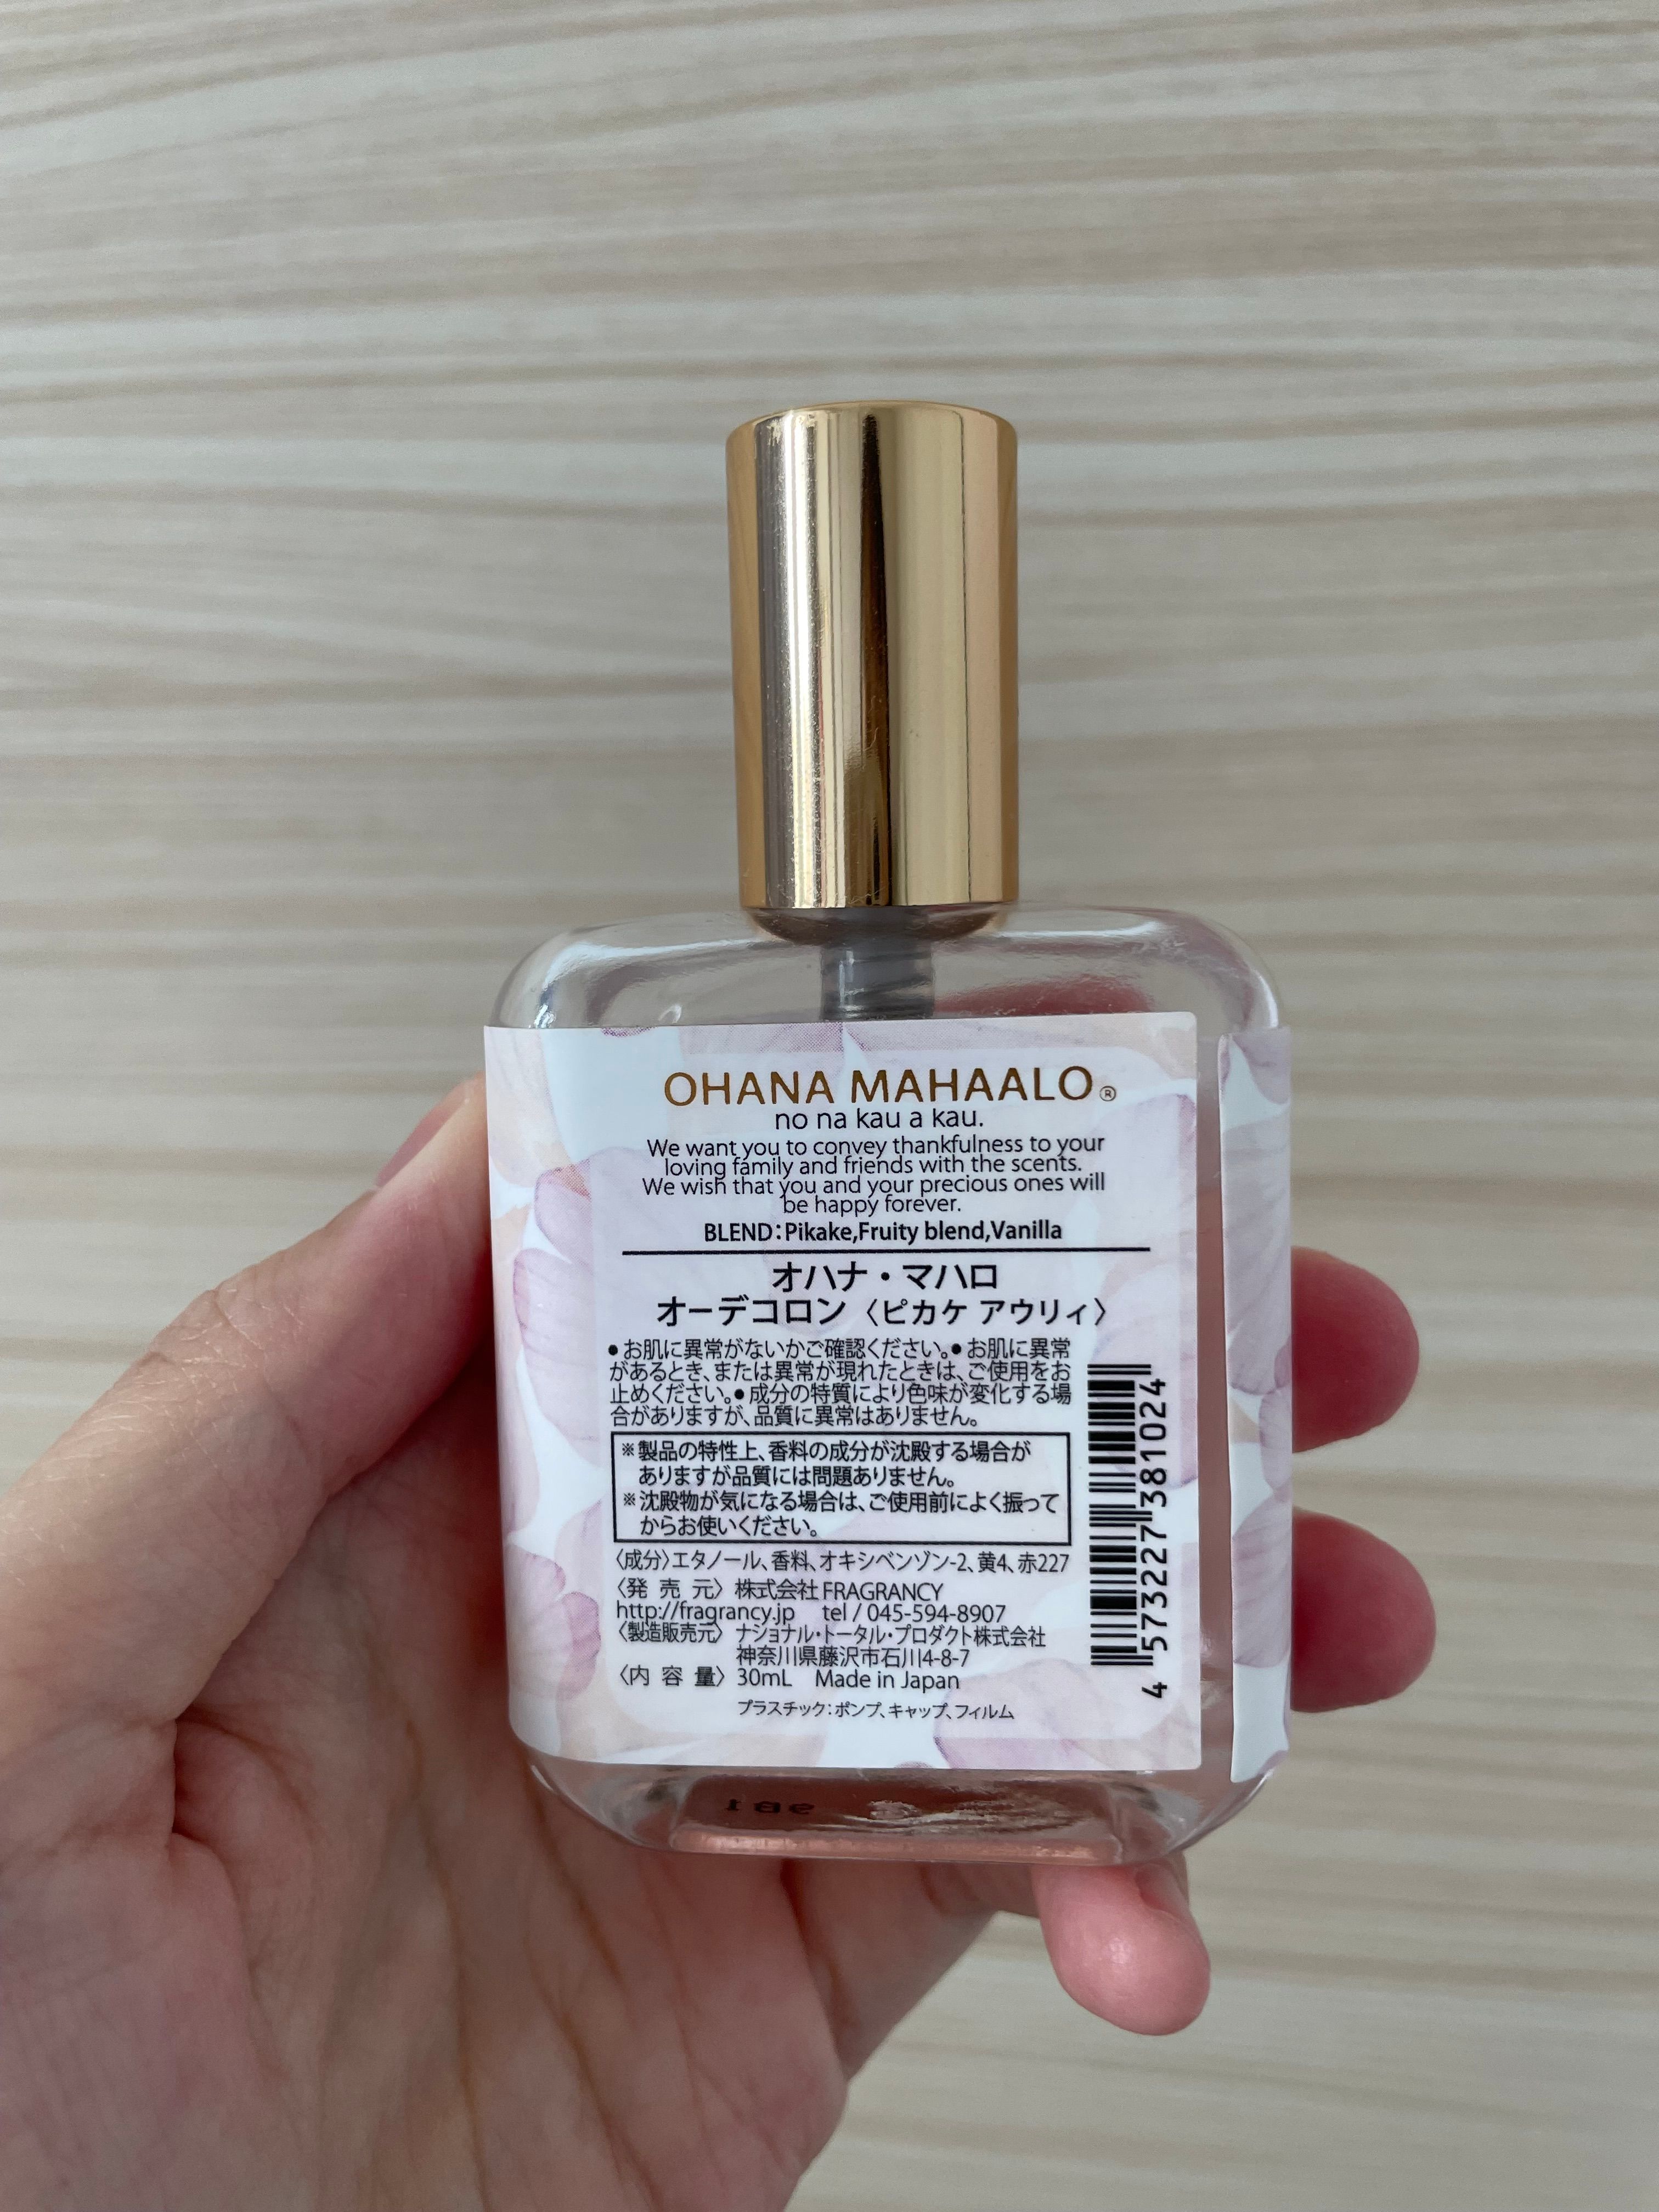 OHANA MAHAALO®
no na kau a kau.
We want you to convey thankfulness to your
loving family and friends with the scents.
We wish that you and your precious ones will
be happy forever.
BLEND:Pikake,Fruity blend,Vanilla
オハナ・マハロ
オーデコロン〈ピカケ アウリィ〉
●お肌に異常がないかご確認ください。●お肌に異常
があるとき、または異常が現れたときは、ご使用をお
止めください。●成分の特質により色味が変化する場
合がありますが、品質に異常はありません。
※製品の特性上、香料の成分が沈殿する場合が
ありますが品質には問題ありません。
※沈殿物が気になる場合は、ご使用前によく振って
からお使いください。
〈成分〉エタノール、香料、オキシベンゾン-2、黄4、赤227
〈発 売 元〉 株式会社 FRAGRANCY
http://fragrancy.jp tel / 045-594-8907
〈製造販売元〉 ナショナル・トータル・プロダクト株式会社
神奈川県藤沢市石川4-8-7
〈内 容 量〉 30mL Made in Japan
プラスチック：ポンプ、キャップ、フィルム
4 573227 381024